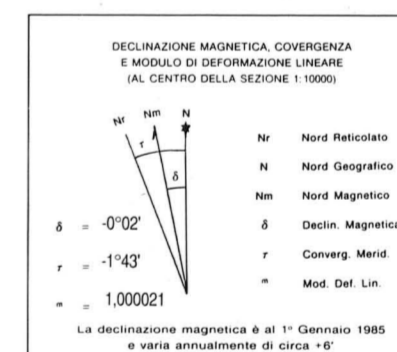 DECLINAZIONE MAGNETICA, COVERGENZA
E MODULO DI DEFORMAZIONE LINEARE
(AL CENTRO DELLA SEZIONE 1:10000)
Nr Nm N
τ
δ
Nr Nord Reticolato
N Nord Geografico
Nm Nord Magnetico
δ Declin. Magnetica
τ Converg. Merid.
m Mod. Def. Lin.
δ = -0°02'
τ = -1°43'
m = 1,000021
La declinazione magnetica è al 1° Gennaio 1985
e varia annualmente di circa +6'